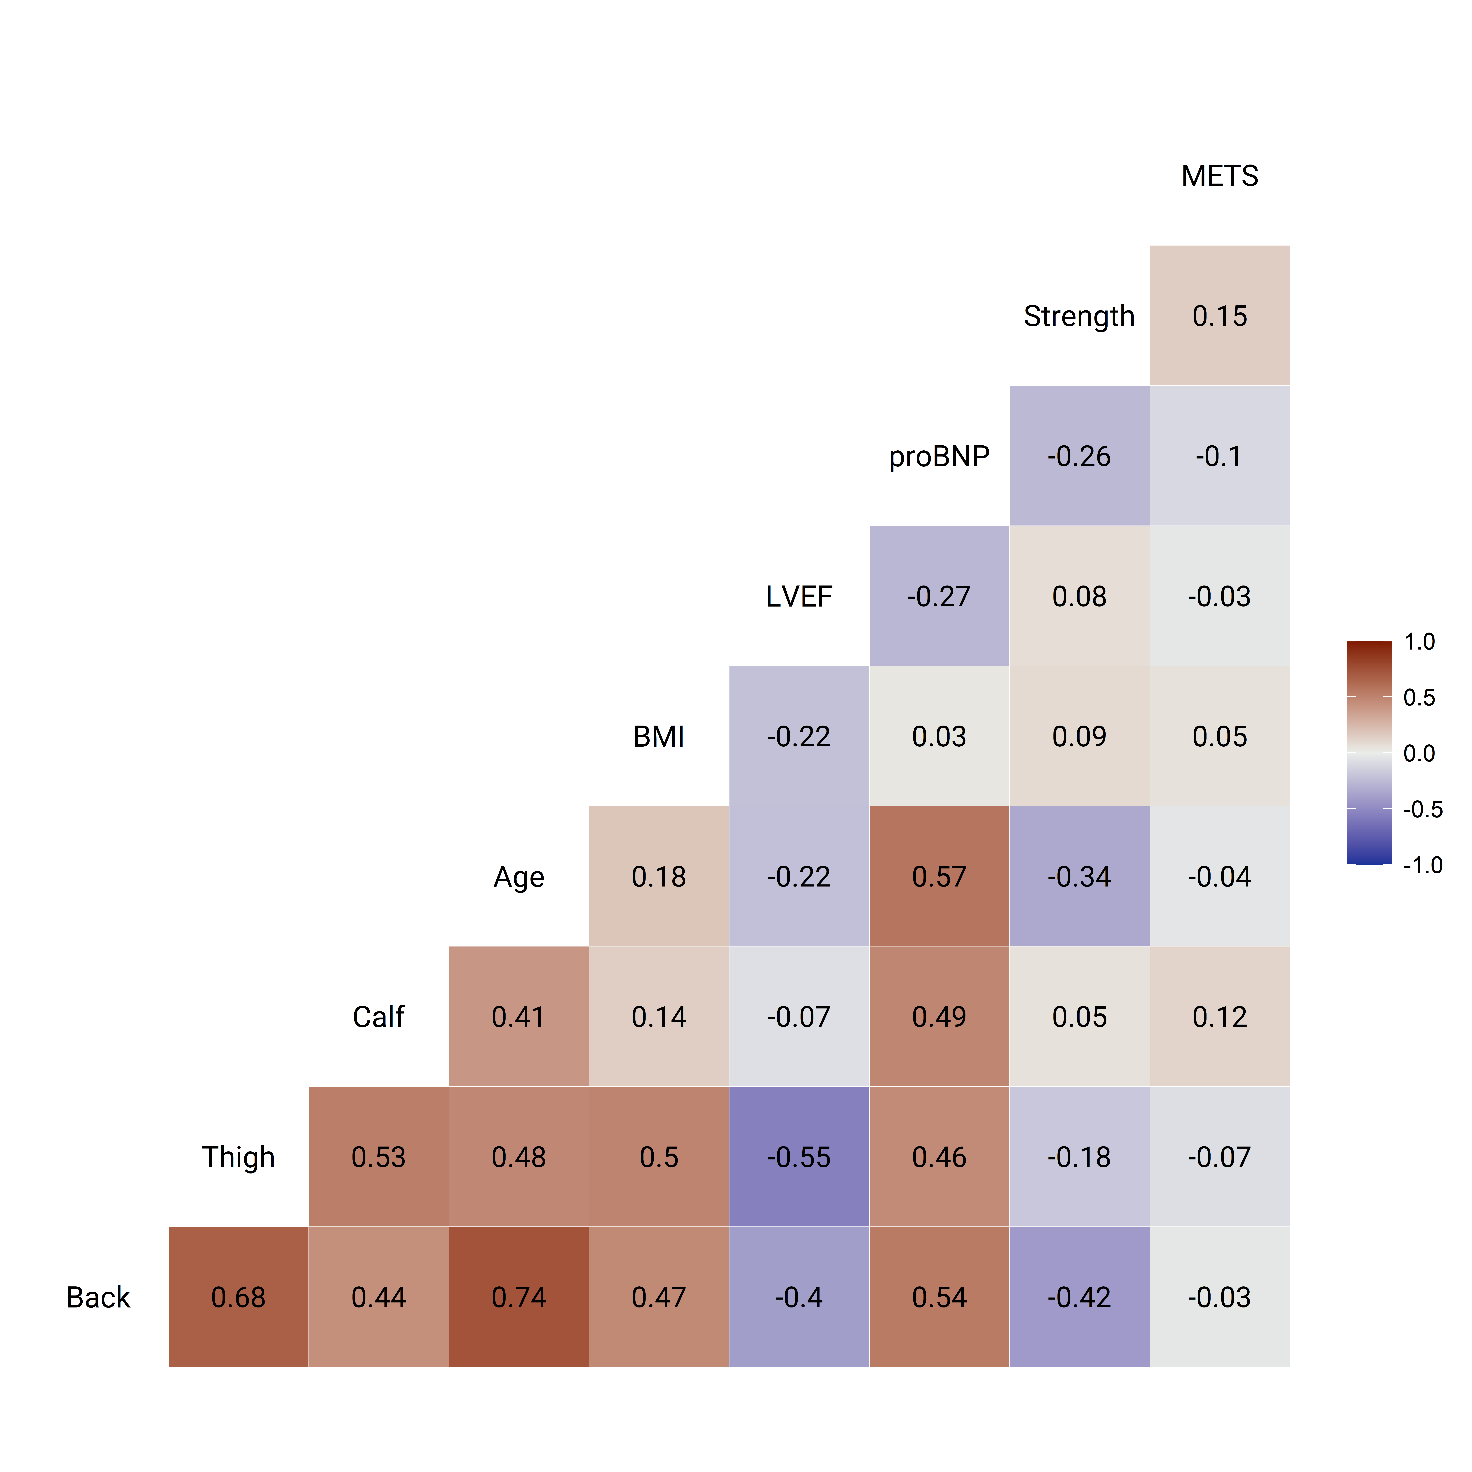 METS
Strength 0.15
proBNP -0.26 -0.1
LVEF -0.27 0.08 -0.03
BMI -0.22 0.03 0.09 0.05
Age 0.18 -0.22 0.57 -0.34 -0.04
Calf 0.41 0.14 -0.07 0.49 0.05 0.12
Thigh 0.53 0.48 0.5 -0.55 0.46 -0.18 -0.07
Back 0.68 0.44 0.74 0.47 -0.4 0.54 -0.42 -0.03
1.0
0.5
0.0
-0.5
-1.0